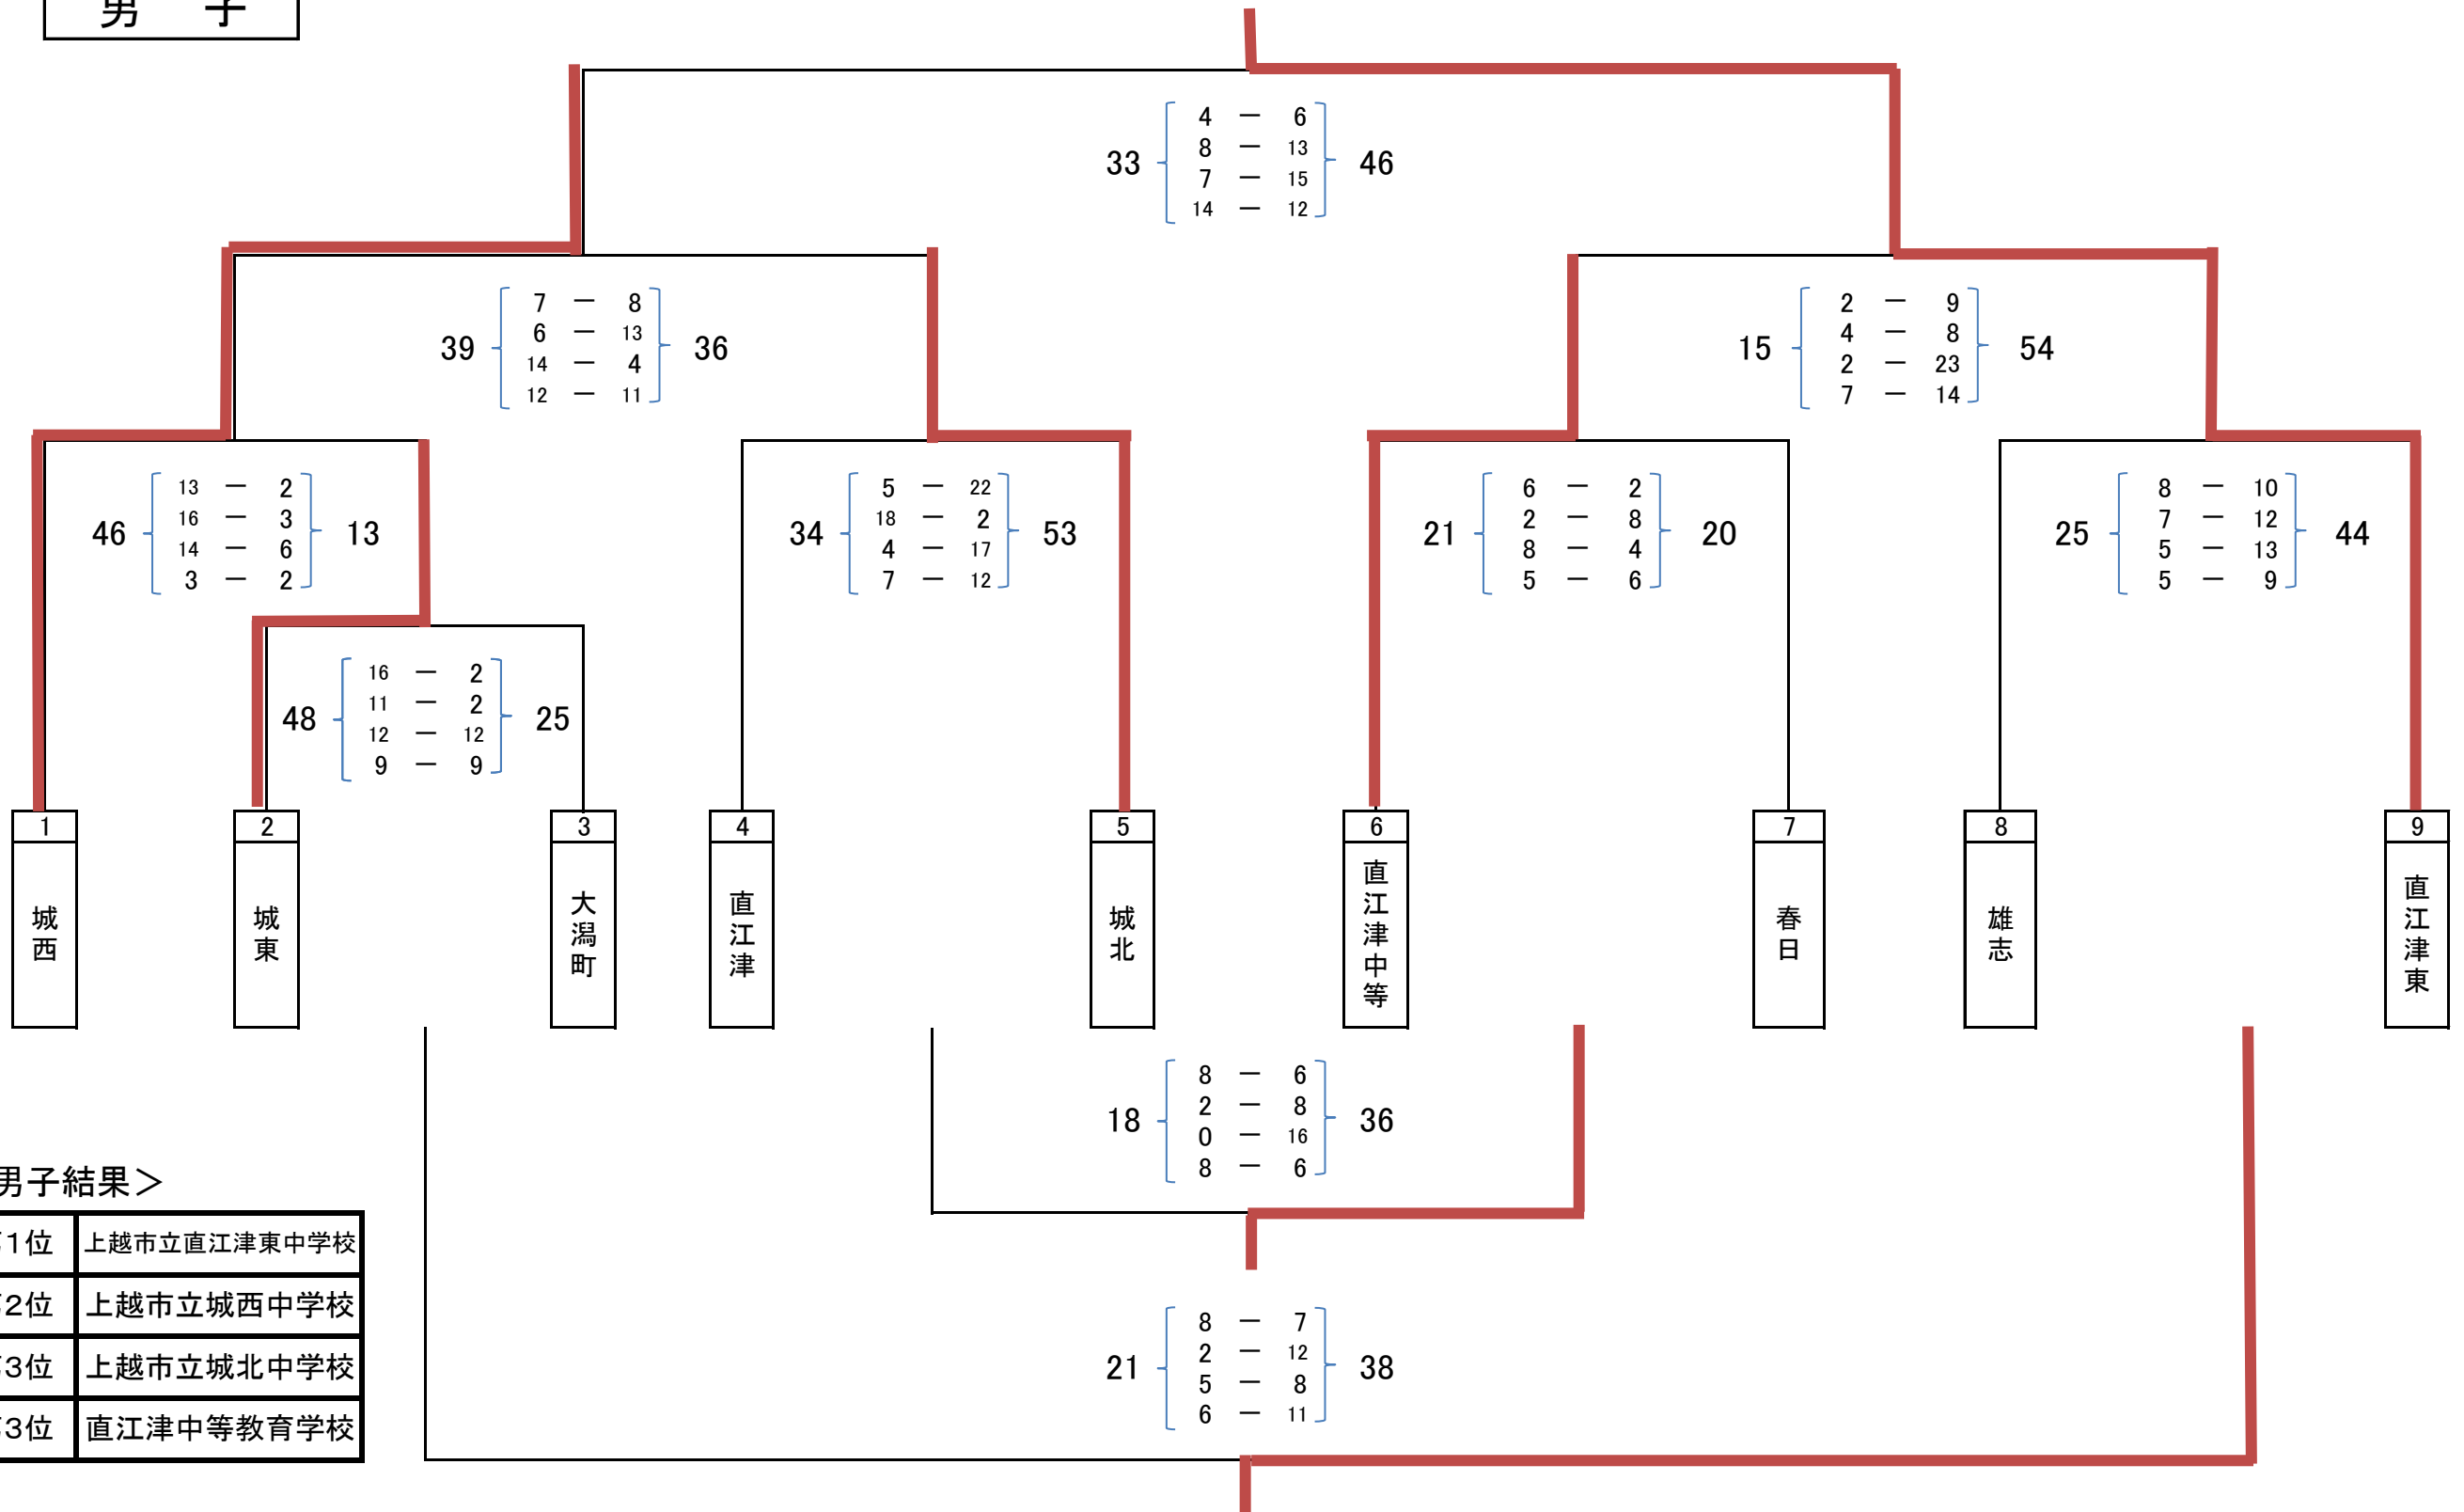 男 子
4 － 6
8 － 13
33 46
7 － 15
14 － 12
7 － 8
6 － 13
39 36
14 － 4
12 － 11
2 － 9
4 － 8
15 54
2 － 23
7 － 14
13 － 2
16 － 3
46 13
14 － 6
3 － 2
5 － 22
18 － 2
34 53
4 － 17
7 － 12
6 － 2
2 － 8
21 20
8 － 4
5 － 6
8 － 10
7 － 12
25 44
5 － 13
5 － 9
16 － 2
11 － 2
48 25
12 － 12
9 － 9
1 2 3 4 5 6 7 8 9
城西
城東
大潟町
直江津
城北
直江津中等
春日
雄志
直江津東
8 － 6
2 － 8
18 36
0 － 16
8 － 6
男子結果＞
1位 上越市立直江津東中学校
2位 上越市立城西中学校
3位 上越市立城北中学校
3位 直江津中等教育学校
8 － 7
2 － 12
21 38
5 － 8
6 － 11